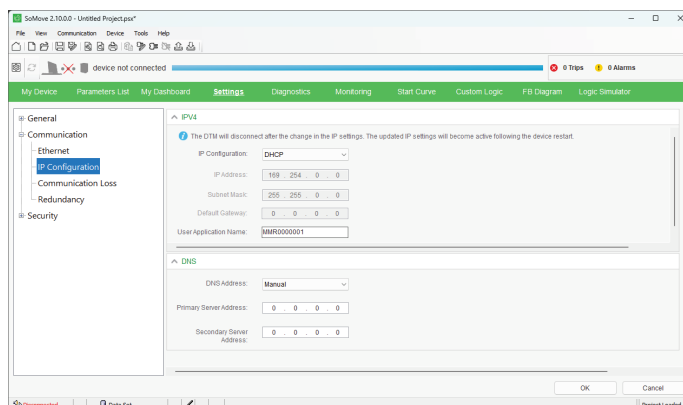 SoMove 2.10.0.0 - Untitled Project.psx*
File View Communication Device Tools Help
device not connected
0 Trips
0 Alarms
My Device Parameters List My Dashboard Settings Diagnostics Monitoring Start Curve Custom Logic FB Diagram Logic Simulator
General
Communication
Ethernet
IP Configuration
Communication Loss
Redundancy
Security
IPV4
The DTM will disconnect after the change in the IP settings. The updated IP settings will become active following the device restart.
IP Configuration: DHCP
IP Address: 169 . 254 . 0 . 0
Subnet Mask: 255 . 255 . 0 . 0
Default Gateway: 0 . 0 . 0 . 0
User Application Name: MMR0000001
DNS
DNS Address: Manual
Primary Server Address: 0 . 0 . 0 . 0
Secondary Server
Address: 0 . 0 . 0 . 0
OK Cancel
Disconnected Data Set Project Loaded